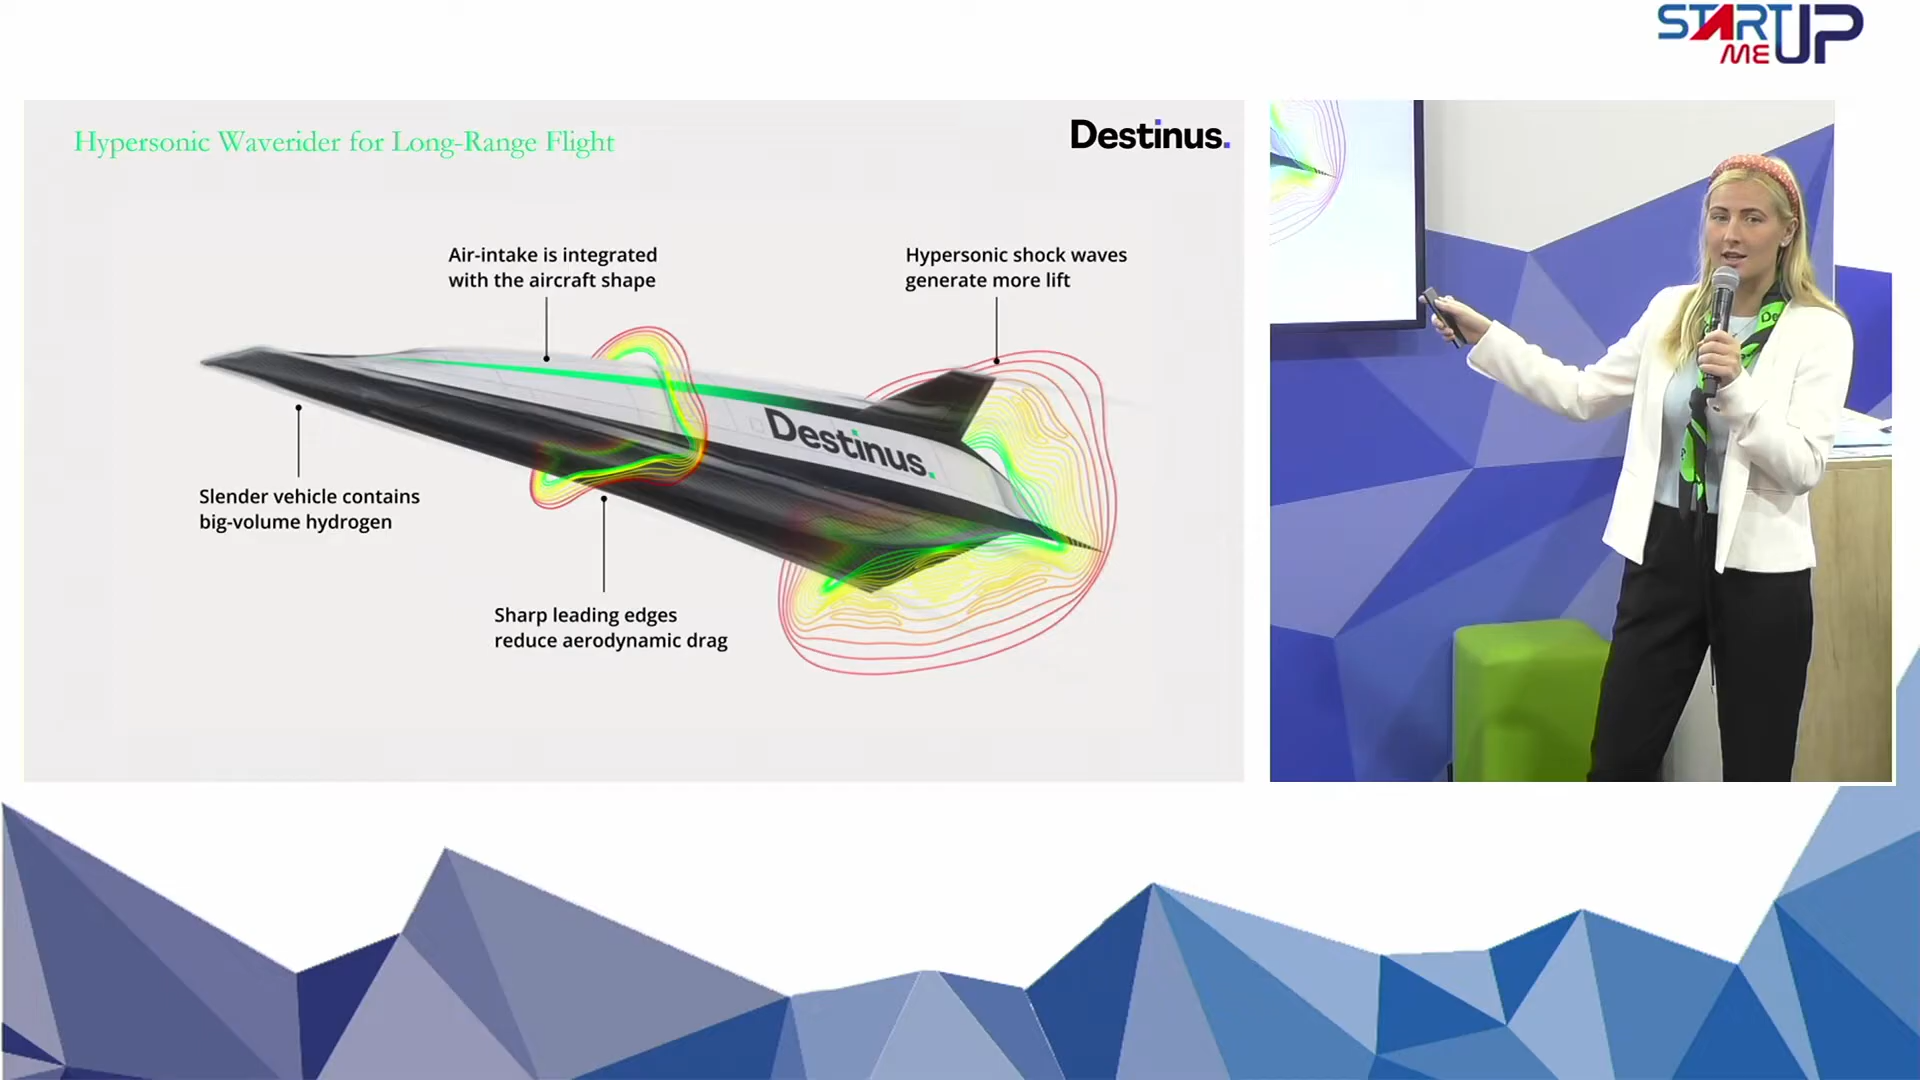 START
ME UP
Hypersonic Waverider for Long-Range Flight
Destinus.
Air-intake is integrated
with the aircraft shape
Hypersonic shock waves
generate more lift
Destinus.
Slender vehicle contains
big-volume hydrogen
Sharp leading edges
reduce aerodynamic drag
De